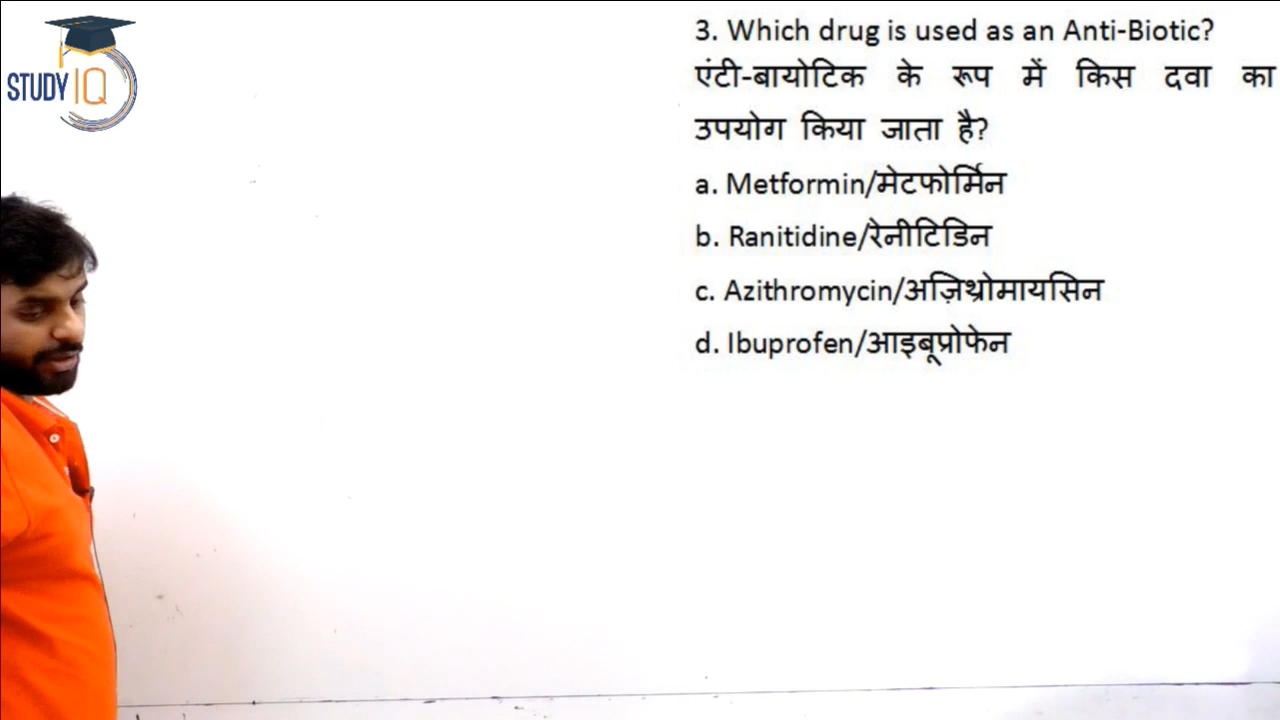 STUDY IQ
3. Which drug is used as an Anti-Biotic?
एंटी-बायोटिक के रूप में किस दवा का
उपयोग किया जाता है?
a. Metformin/मेटफोर्मिन
b. Ranitidine/रेनीटिडिन
c. Azithromycin/अज़िथ्रोमायसिन
d. Ibuprofen/आइबूप्रोफेन